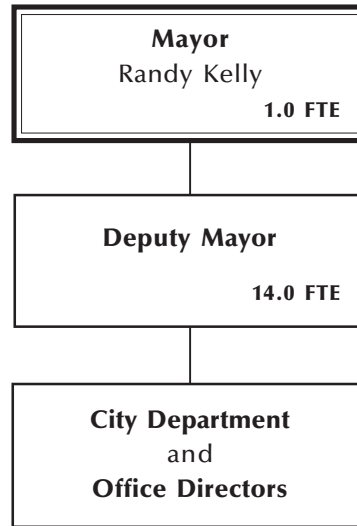 Mayor
Randy Kelly
1.0 FTE
Deputy Mayor
14.0 FTE
City Department
and
Office Directors